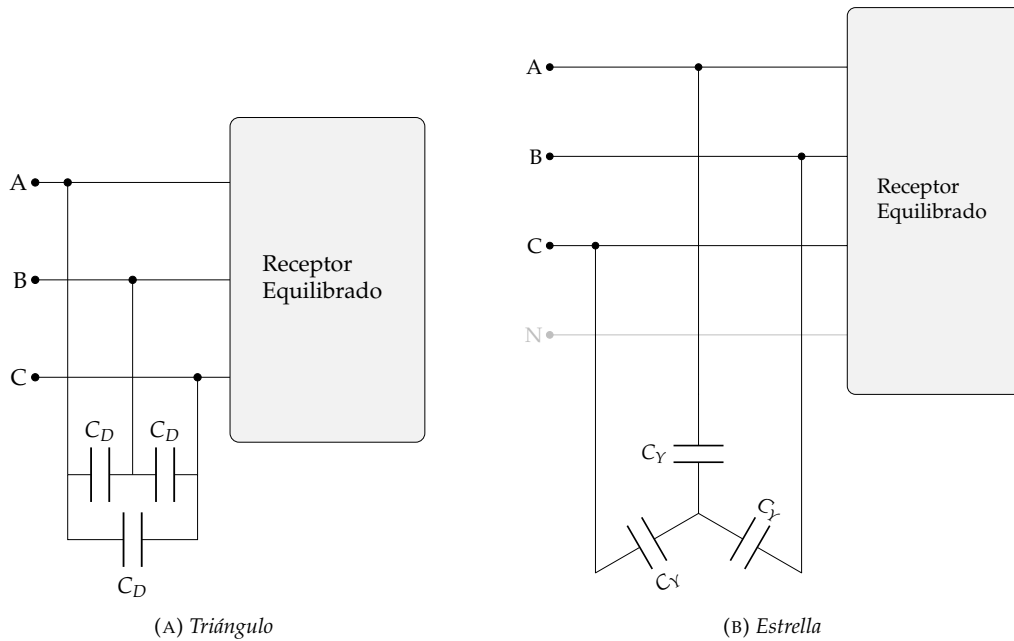 A
B
C
Receptor
Equilibrado
C_D
C_D
C_D
(A) Triángulo
A
B
C
N
Receptor
Equilibrado
C_Y
C_Y
C_Y
(B) Estrella